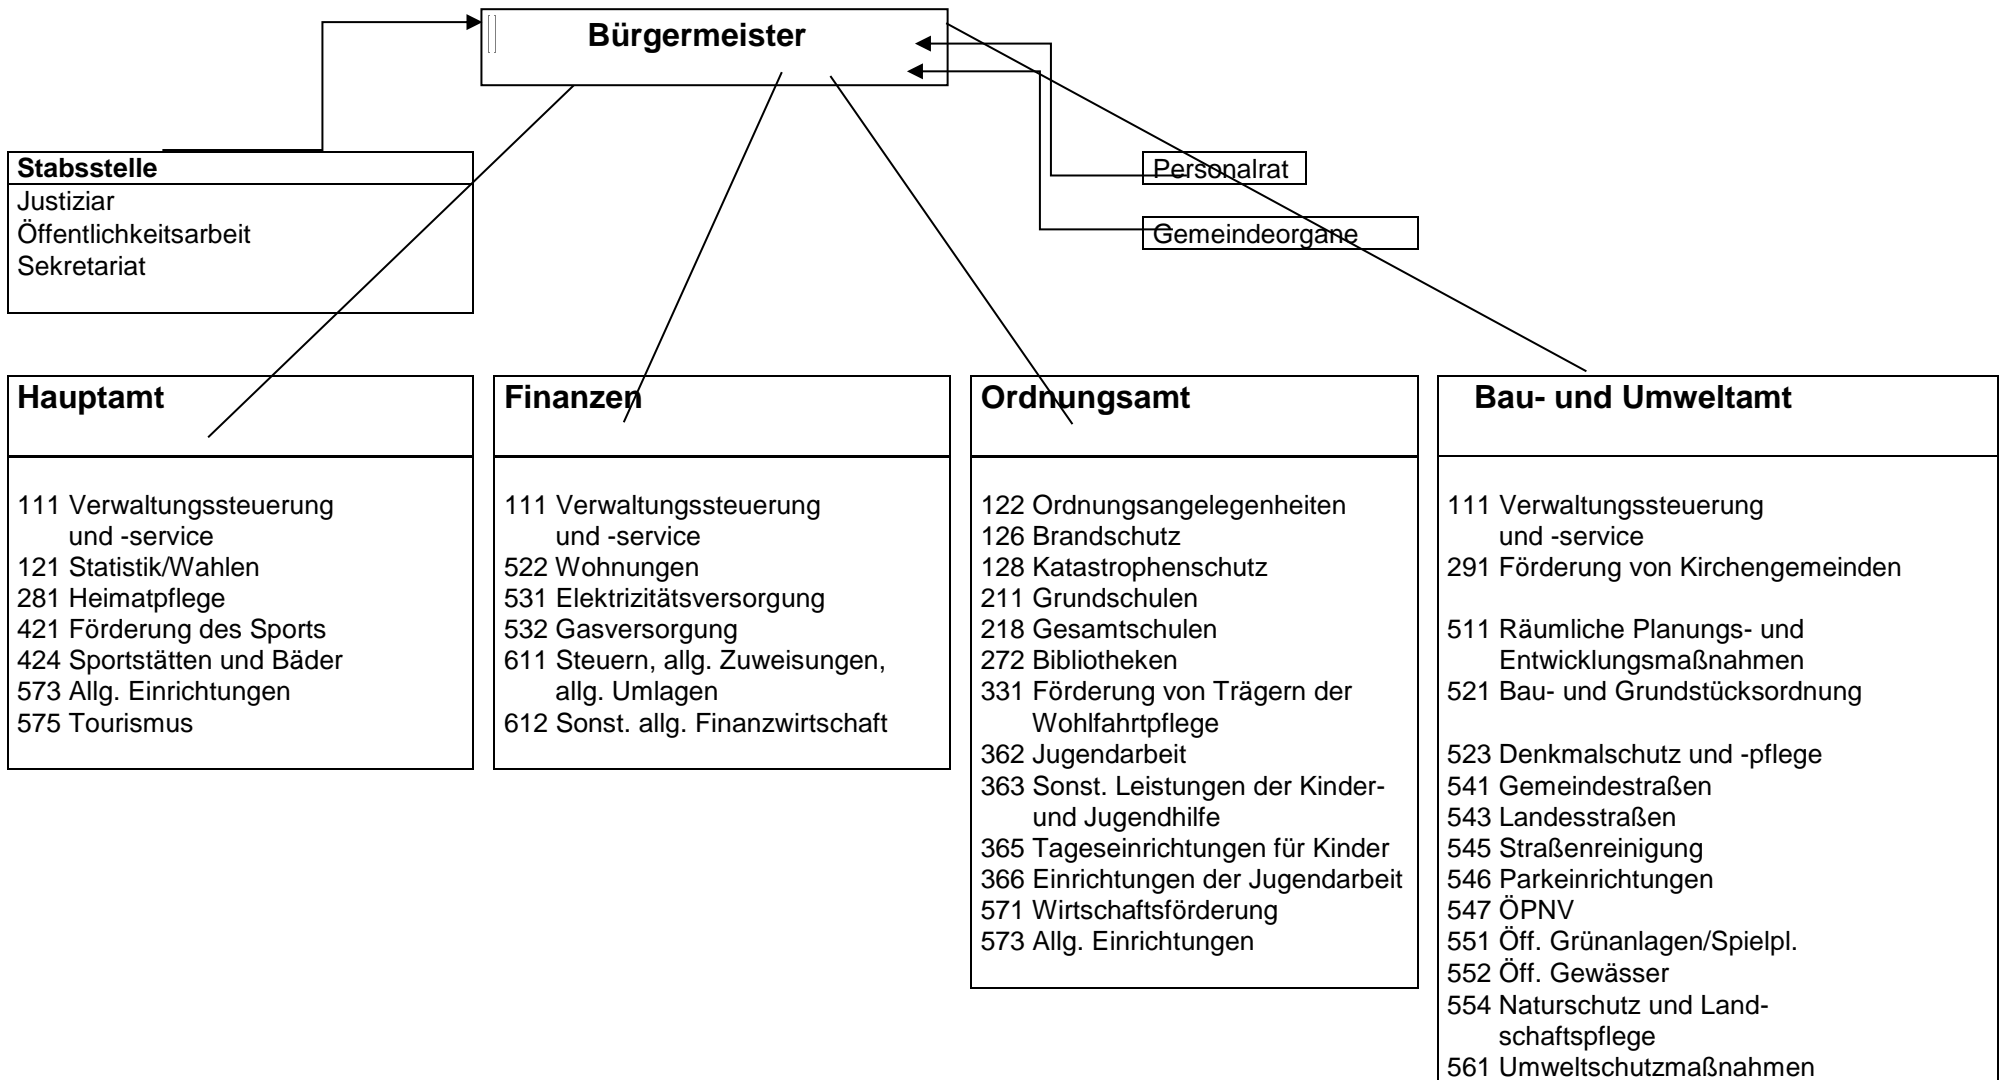 Bürgermeister
Stabsstelle
Justiziar
Öffentlichkeitsarbeit
Sekretariat
Personalrat
Gemeindeorgane
Hauptamt
111 Verwaltungssteuerung
und -service
121 Statistik/Wahlen
281 Heimatpflege
421 Förderung des Sports
424 Sportstätten und Bäder
573 Allg. Einrichtungen
575 Tourismus
Finanzen
111 Verwaltungssteuerung
und -service
522 Wohnungen
531 Elektrizitätsversorgung
532 Gasversorgung
611 Steuern, allg. Zuweisungen,
allg. Umlagen
612 Sonst. allg. Finanzwirtschaft
Ordnungsamt
122 Ordnungsangelegenheiten
126 Brandschutz
128 Katastrophenschutz
211 Grundschulen
218 Gesamtschulen
272 Bibliotheken
331 Förderung von Trägern der
Wohlfahrtpflege
362 Jugendarbeit
363 Sonst. Leistungen der Kinder-
und Jugendhilfe
365 Tageseinrichtungen für Kinder
366 Einrichtungen der Jugendarbeit
571 Wirtschaftsförderung
573 Allg. Einrichtungen
Bau- und Umweltamt
111 Verwaltungssteuerung
und -service
291 Förderung von Kirchengemeinden
511 Räumliche Planungs- und
Entwicklungsmaßnahmen
521 Bau- und Grundstücksordnung
523 Denkmalschutz und -pflege
541 Gemeindestraßen
543 Landesstraßen
545 Straßenreinigung
546 Parkeinrichtungen
547 ÖPNV
551 Öff. Grünanlagen/Spielpl.
552 Öff. Gewässer
554 Naturschutz und Land-
schaftspflege
561 Umweltschutzmaßnahmen